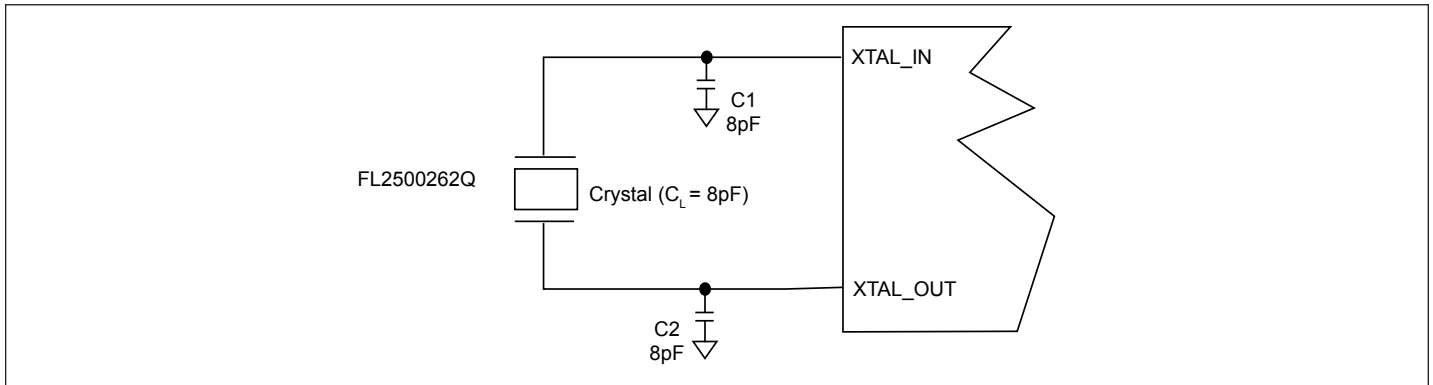 XTAL_IN
C1
8pF
FL2500262Q
Crystal (CL = 8pF)
XTAL_OUT
C2
8pF